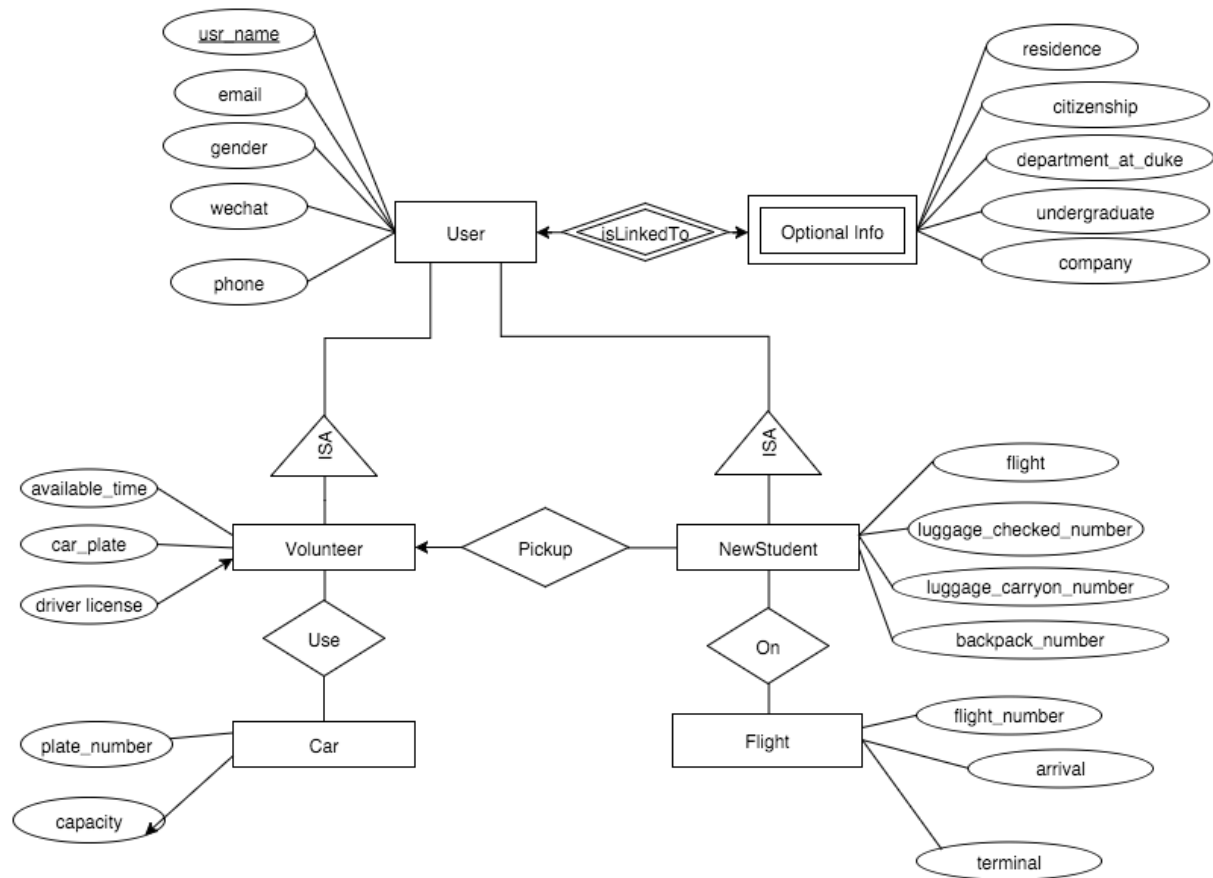 usr_name
email
gender
wechat
phone
User
isLinkedTo
Optional Info
residence
citizenship
department_at_duke
undergraduate
company
ISA
ISA
available_time
car_plate
driver license
Volunteer
Pickup
NewStudent
flight
luggage_checked_number
luggage_carryon_number
backpack_number
Use
On
plate_number
capacity
Car
Flight
flight_number
arrival
terminal